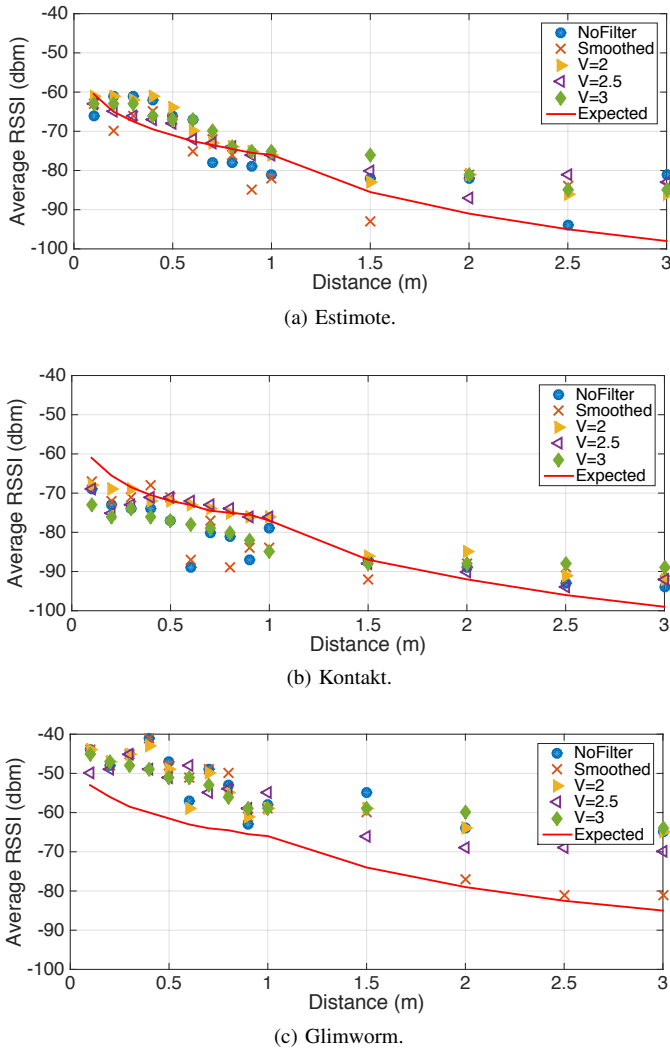 -40
-50
-60
-70
-80
-90
-100
Average RSSI (dbm)
0
0.5
1
1.5
2
2.5
3
Distance (m)
NoFilter
Smoothed
V=2
V=2.5
V=3
Expected
(a) Estimote.
-40
-50
-60
-70
-80
-90
-100
Average RSSI (dbm)
0
0.5
1
1.5
2
2.5
3
Distance (m)
NoFilter
Smoothed
V=2
V=2.5
V=3
Expected
(b) Kontakt.
-40
-50
-60
-70
-80
-90
-100
Average RSSI (dbm)
0
0.5
1
1.5
2
2.5
3
Distance (m)
NoFilter
Smoothed
V=2
V=2.5
V=3
Expected
(c) Glimworm.